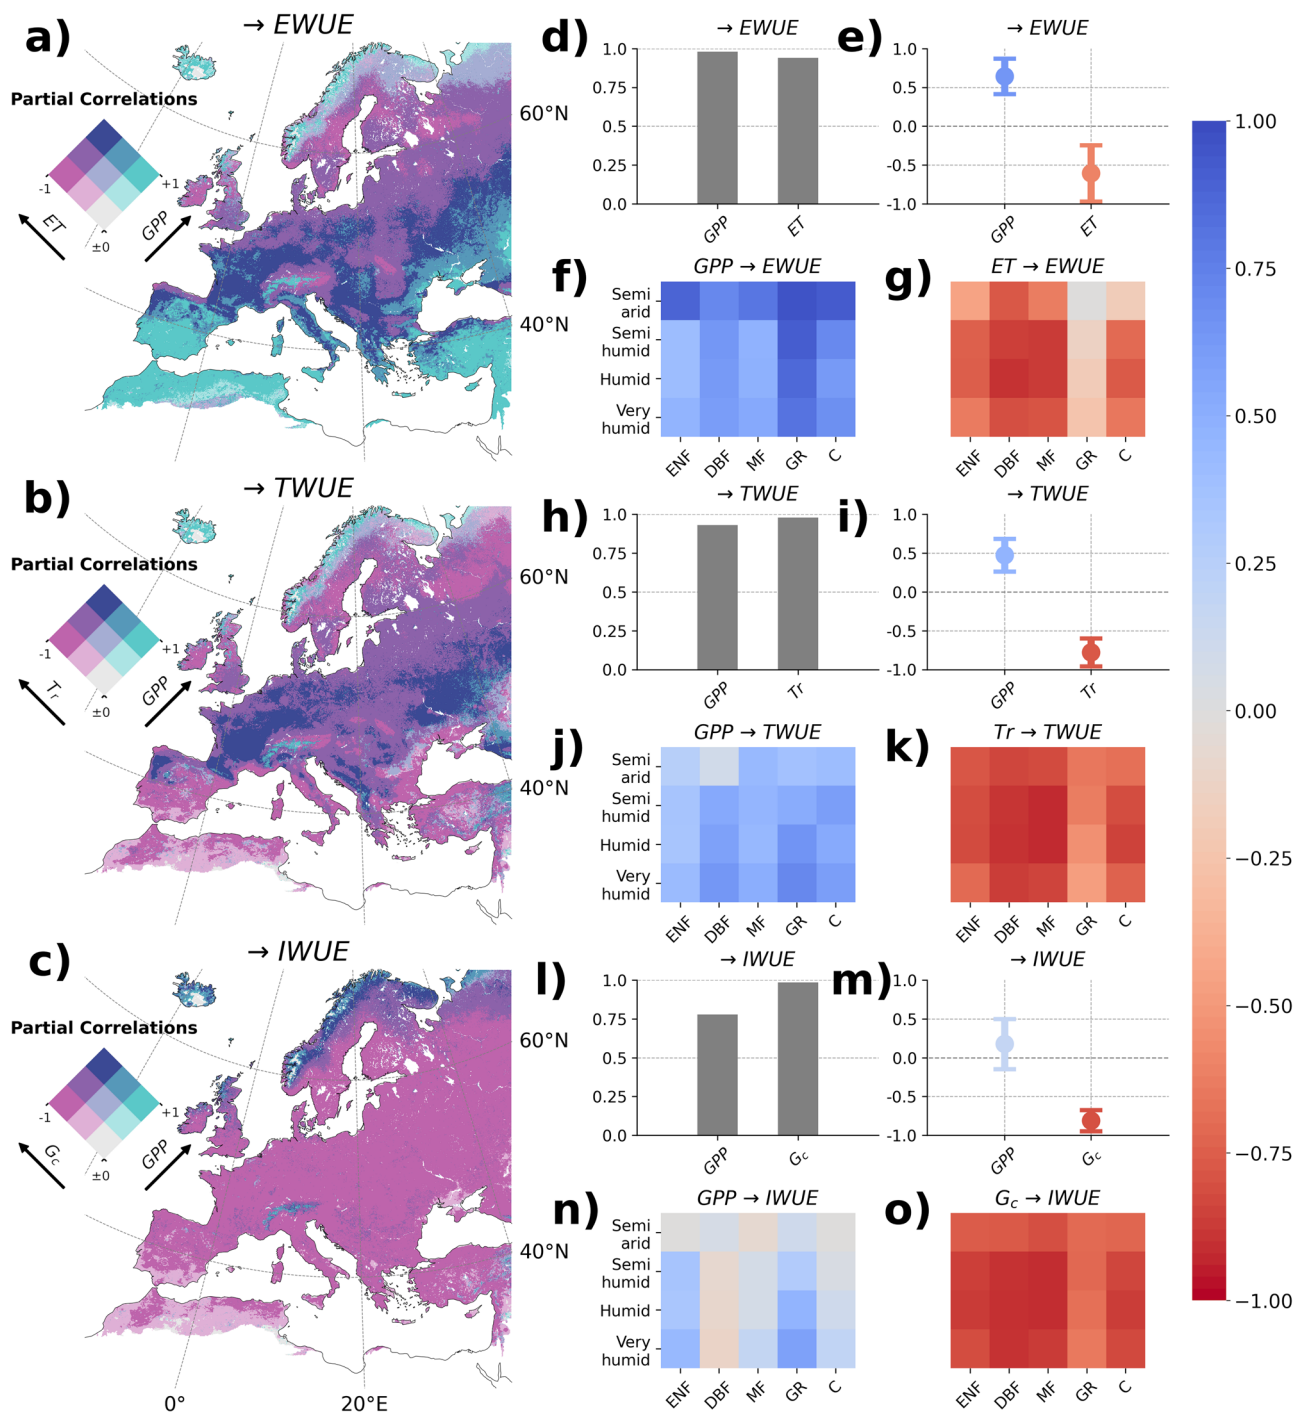 a)
→ EWUE
Partial Correlations
-1
+1
±0
ET
GPP
60°N
40°N
b)
→ TWUE
Partial Correlations
-1
+1
±0
Tr
GPP
60°N
40°N
c)
→ IWUE
Partial Correlations
-1
+1
±0
Gc
GPP
60°N
40°N
0°
20°E
d)
→ EWUE
1.0
0.75
0.5
0.25
0.0
GPP
ET
e)
→ EWUE
1.0
0.5
0.0
-0.5
-1.0
GPP
ET
f)
GPP → EWUE
Semi
arid
Semi
humid
Humid
Very
humid
ENF
DBF
MF
GR
C
g)
ET → EWUE
ENF
DBF
MF
GR
C
h)
→ TWUE
1.0
0.75
0.5
0.25
0.0
GPP
Tr
i)
→ TWUE
1.0
0.5
0.0
-0.5
-1.0
GPP
Tr
j)
GPP → TWUE
Semi
arid
Semi
humid
Humid
Very
humid
ENF
DBF
MF
GR
C
k)
Tr → TWUE
ENF
DBF
MF
GR
C
l)
→ IWUE
1.0
0.75
0.5
0.25
0.0
GPP
Gc
m)
→ IWUE
1.0
0.5
0.0
-0.5
-1.0
GPP
Gc
n)
GPP → IWUE
Semi
arid
Semi
humid
Humid
Very
humid
ENF
DBF
MF
GR
C
o)
Gc → IWUE
ENF
DBF
MF
GR
C
1.00
0.75
0.50
0.25
0.00
−0.25
−0.50
−0.75
−1.00